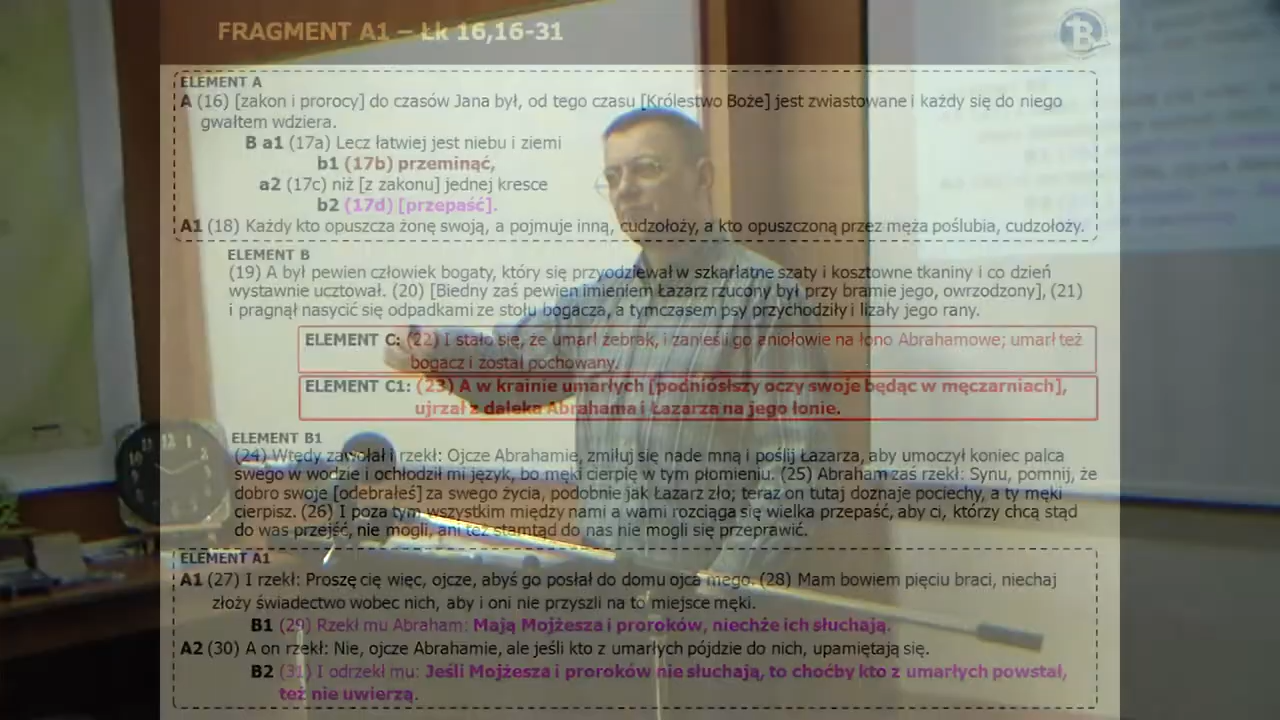 FRAGMENT A1 – Łk 16,16-31
B
ELEMENT A
A (16) [zakon i prorocy] do czasów Jana był, od tego czasu [Królestwo Boże] jest zwiastowane i każdy się do niego
gwałtem wdziera.
B a1 (17a) Lecz łatwiej jest niebu i ziemi
b1 (17b) przeminąć,
a2 (17c) niż [z zakonu] jednej kresce
b2 (17d) [przepaść].
A1 (18) Każdy kto opuszcza żonę swoją, a pojmuje inną, cudzołoży, a kto opuszczoną przez męża poślubia, cudzołoży.
ELEMENT B
(19) A był pewien człowiek bogaty, który się przyodziewał w szkarłatne szaty i kosztowne tkaniny i co dzień
wystawnie ucztował. (20) [Biedny zaś pewien imieniem Łazarz rzucony był przy bramie jego, owrzodzony], (21)
i pragnął nasycić się odpadkami ze stołu bogacza, a tymczasem psy przychodziły i lizały jego rany.
ELEMENT C: (22) I stało się, że umarł żebrak, i zanieśli go aniołowie na łono Abrahamowe; umarł też
bogacz i został pochowany.
ELEMENT C1: (23) A w krainie umarłych [podniósłszy oczy swoje będąc w męczarniach],
ujrzał z daleka Abrahama i Łazarza na jego łonie.
ELEMENT B1
(24) Wtedy zawołał i rzekł: Ojcze Abrahamie, zmiłuj się nade mną i poślij Łazarza, aby umoczył koniec palca
swego w wodzie i ochłodził mi język, bo męki cierpię w tym płomieniu. (25) Abraham zaś rzekł: Synu, pomnij, że
dobro swoje [odebrałeś] za swego życia, podobnie jak Łazarz zło; teraz on tutaj doznaje pociechy, a ty męki
cierpisz. (26) I poza tym wszystkim między nami a wami rozciąga się wielka przepaść, aby ci, którzy chcą stąd
do was przejść, nie mogli, ani też stamtąd do nas nie mogli się przeprawić.
ELEMENT A1
A1 (27) I rzekł: Proszę cię więc, ojcze, abyś go posłał do domu ojca mego. (28) Mam bowiem pięciu braci, niechaj
złoży świadectwo wobec nich, aby i oni nie przyszli na to miejsce męki.
B1 (29) Rzekł mu Abraham: Mają Mojżesza i proroków, niechże ich słuchają.
A2 (30) A on rzekł: Nie, ojcze Abrahamie, ale jeśli kto z umarłych pójdzie do nich, upamiętają się.
B2 (31) I odrzekł mu: Jeśli Mojżesza i proroków nie słuchają, to choćby kto z umarłych powstał,
też nie uwierzą.